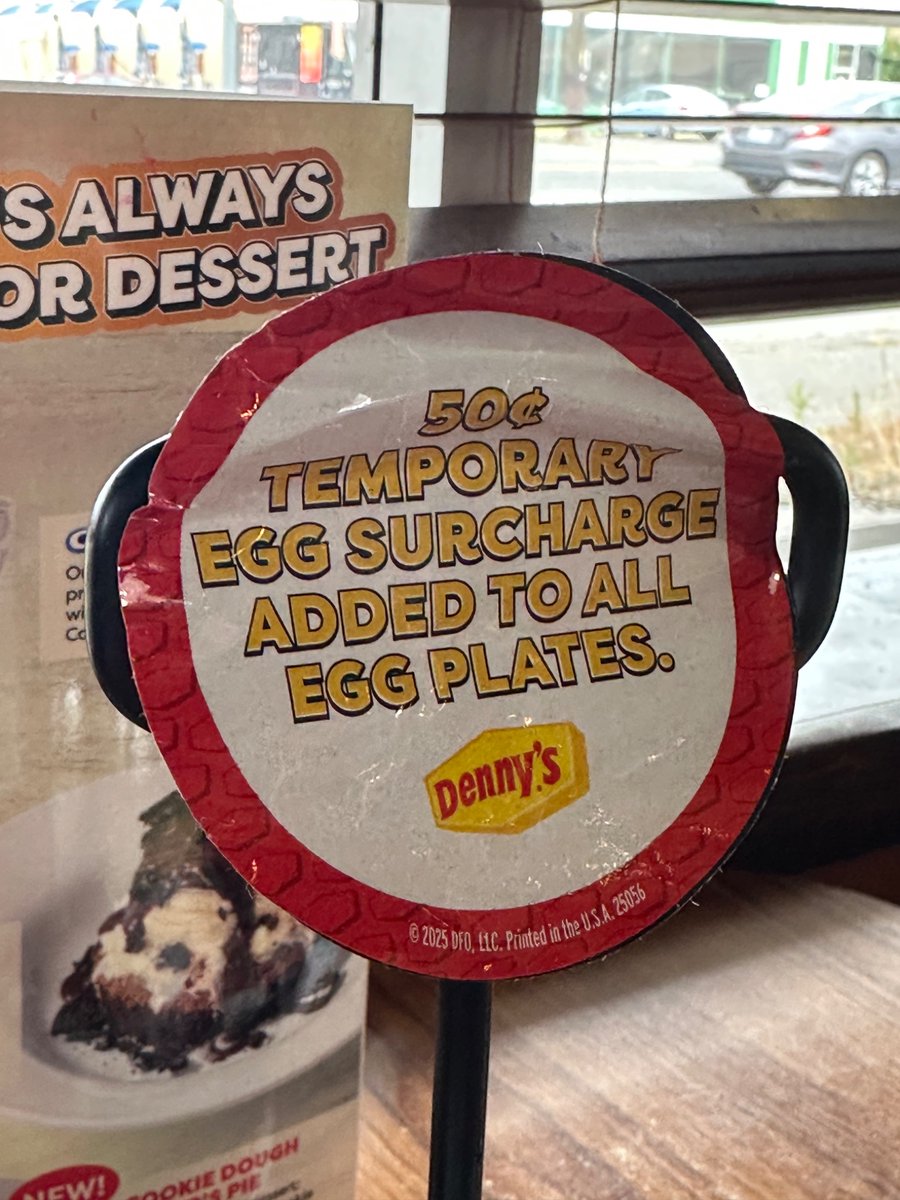 S ALWAYS
OR DESSERT
50¢
TEMPORARY
EGG SURCHARGE
ADDED TO ALL
EGG PLATES.
Denny's
© 2025 DFO, LLC. Printed in the U.S.A. 25056
NEW!
COOKIE DOUGH
PIE